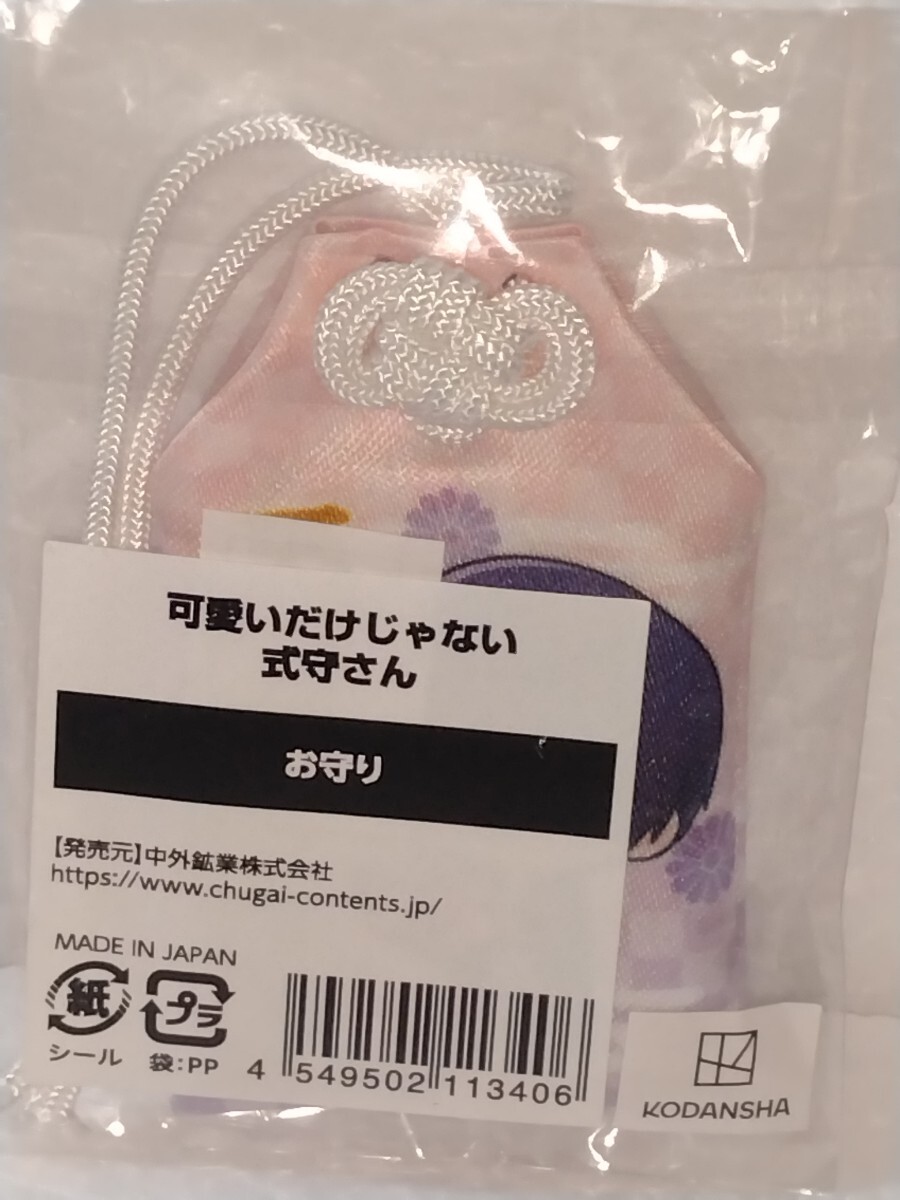 可愛いだけじゃない
式守さん
お守り
【発売元】中外鉱業株式会社
https://www.chugai-contents.jp/
MADE IN JAPAN
紙
プラ
シール 袋:PP
4 549502 113406
KODANSHA